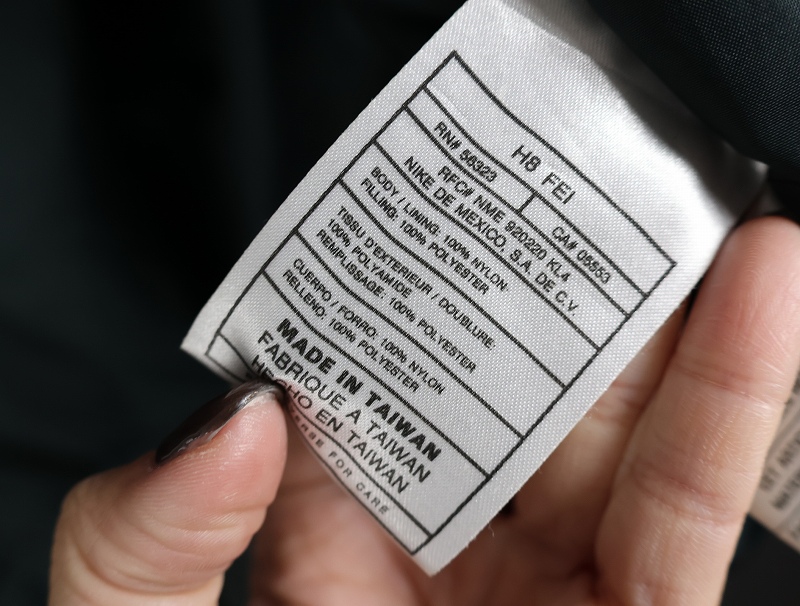 H8 FEI
RN# 56323 CA# 05553
RFC# NME 920220 KL4
NIKE DE MEXICO, S.A. DE C.V.
BODY / LINING: 100% NYLON
FILLING: 100% POLYESTER
TISSU D'EXTERIEUR / DOUBLURE:
100% POLYAMIDE
REMPLISSAGE: 100% POLYESTER
CUERPO / FORRO: 100% NYLON
RELLENO: 100% POLYESTER
MADE IN TAIWAN
FABRIQUE A TAIWAN
HECHO EN TAIWAN
FOR CARE